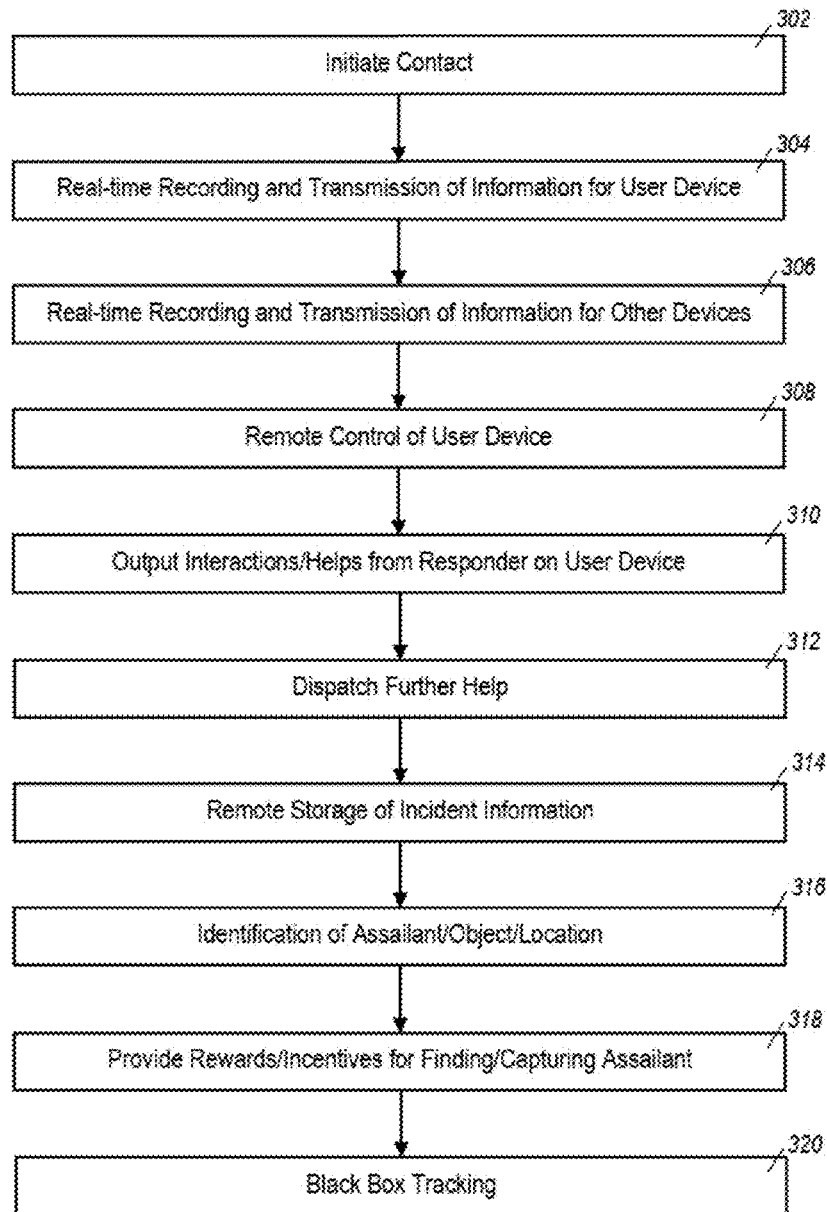 302
Initiate Contact
304
Real-time Recording and Transmission of Information for User Device
306
Real-time Recording and Transmission of Information for Other Devices
308
Remote Control of User Device
310
Output Interactions/Helps from Responder on User Device
312
Dispatch Further Help
314
Remote Storage of Incident Information
316
Identification of Assailant/Object/Location
318
Provide Rewards/Incentives for Finding/Capturing Assailant
320
Black Box Tracking